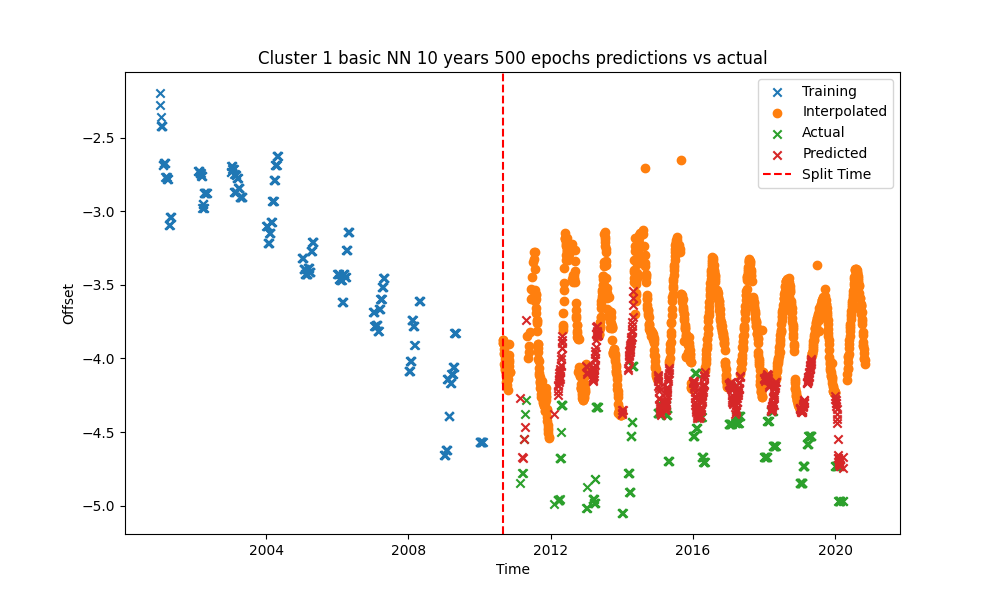 Cluster 1 basic NN 10 years 500 epochs predictions vs actual
Training
Interpolated
Actual
Predicted
Split Time
−2.5
−3.0
−3.5
−4.0
−4.5
−5.0
Offset
2004
2008
2012
2016
2020
Time